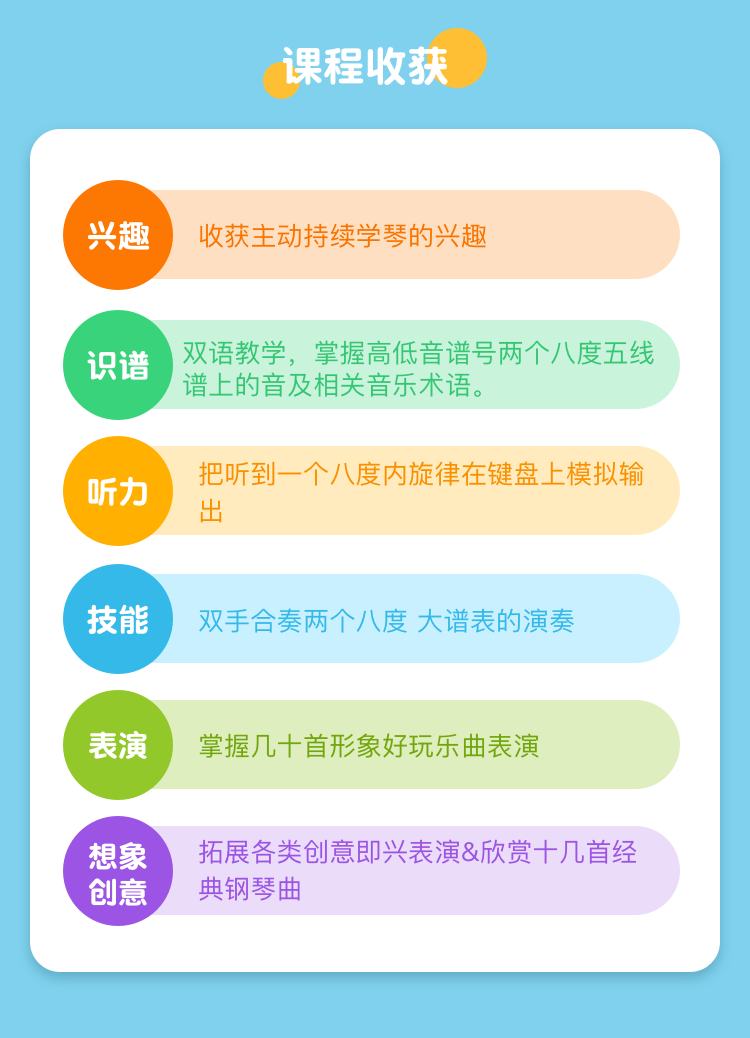 课程收获
兴趣
收获主动持续学琴的兴趣
识谱
双语教学，掌握高低音谱号两个八度五线
谱上的音及相关音乐术语。
听力
把听到一个八度内旋律在键盘上模拟输
出
技能
双手合奏两个八度 大谱表的演奏
表演
掌握几十首形象好玩乐曲表演
想象
创意
拓展各类创意即兴表演&欣赏十几首经
典钢琴曲